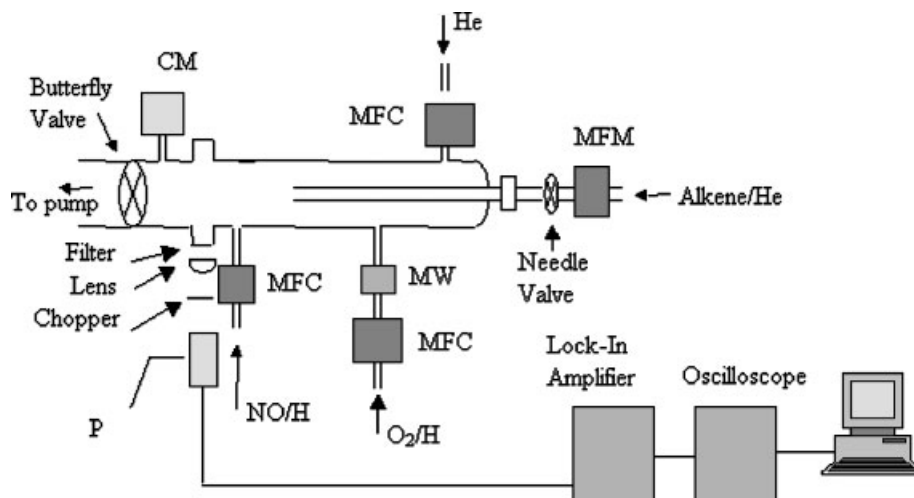 He
CM
Butterfly
Valve
MFC
MFM
To pump
Alkene/He
Filter
Lens
Chopper
MFC
MW
Needle
Valve
MFC
Lock-In
Amplifier
Oscilloscope
P
NO/H
O₂/H